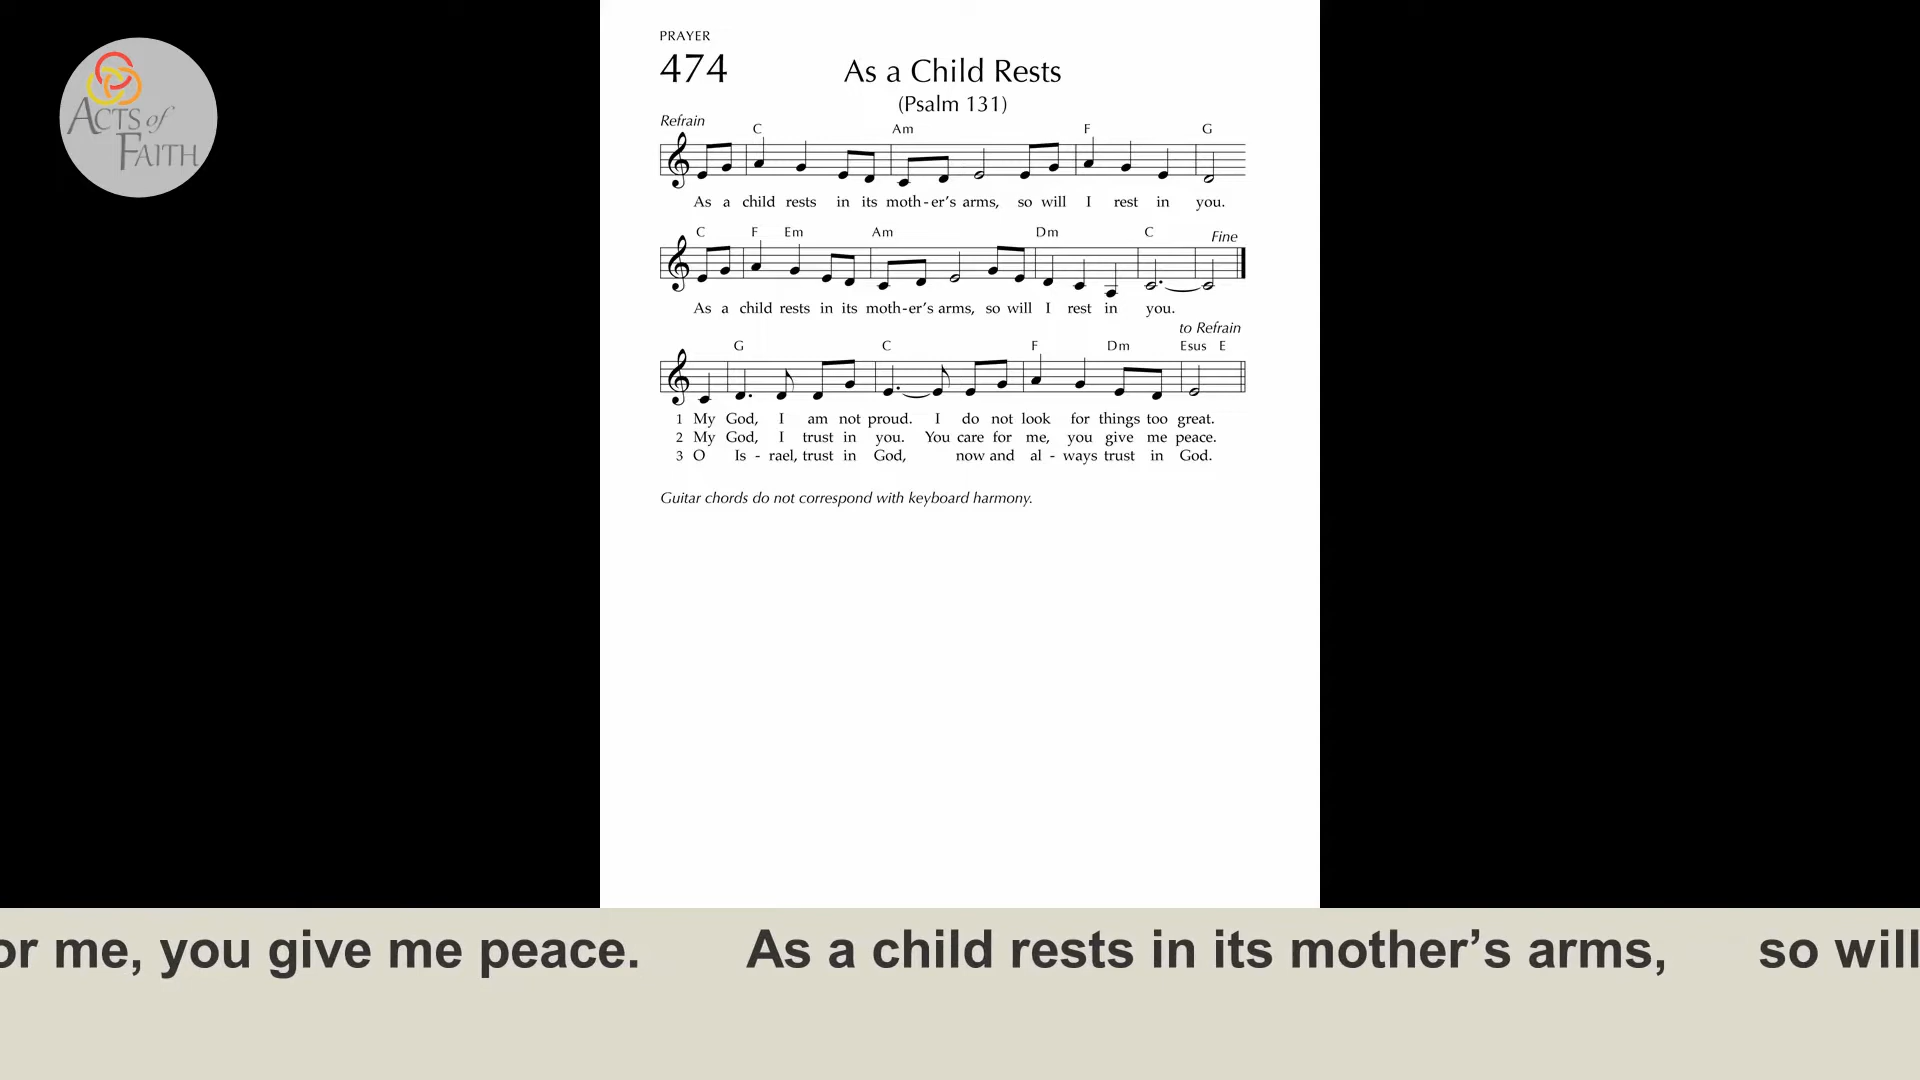 ACTS of
FAITH
PRAYER
474
As a Child Rests
(Psalm 131)
Refrain
C Am F G
As a child rests in its moth-er’s arms, so will I rest in you.
C F Em Am Dm C Fine
As a child rests in its moth-er’s arms, so will I rest in you.
to Refrain
G C F Dm Esus E
1 My God, I am not proud. I do not look for things too great.
2 My God, I trust in you. You care for me, you give me peace.
3 O Is - rael, trust in God, now and al - ways trust in God.
Guitar chords do not correspond with keyboard harmony.
or me, you give me peace. As a child rests in its mother’s arms, so will